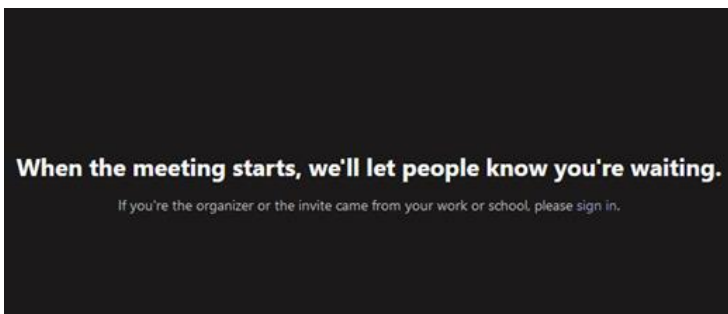 When the meeting starts, we'll let people know you're waiting.
If you're the organizer or the invite came from your work or school, please sign in.